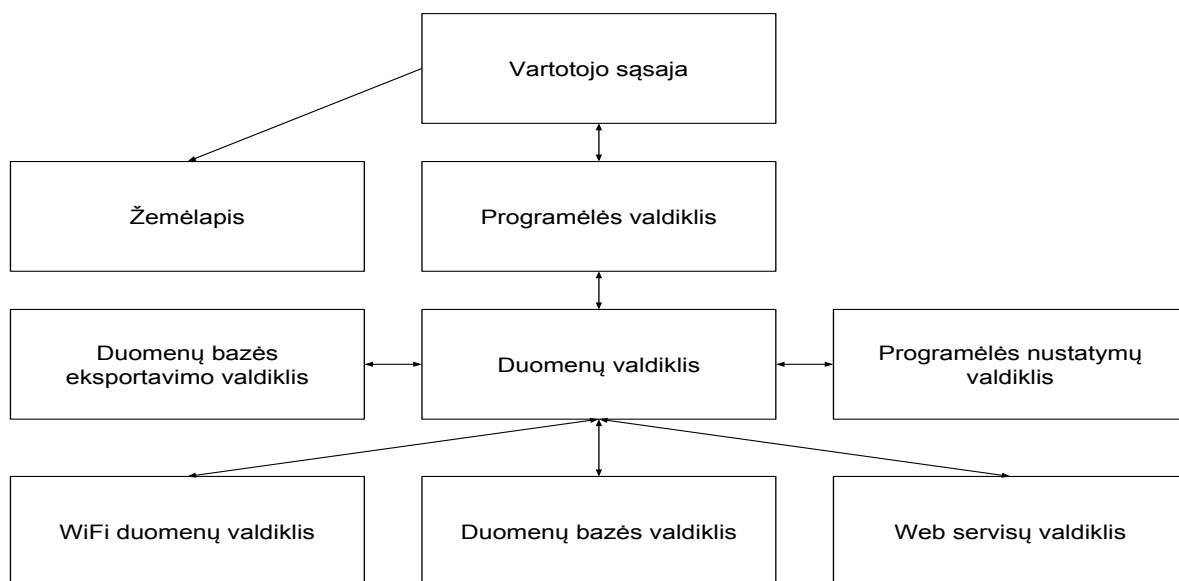 Vartotojo sąsaja
Žemėlapis
Programėlės valdiklis
Duomenų bazės
eksportavimo valdiklis
Duomenų valdiklis
Programėlės nustatymų
valdiklis
WiFi duomenų valdiklis
Duomenų bazės valdiklis
Web servisų valdiklis